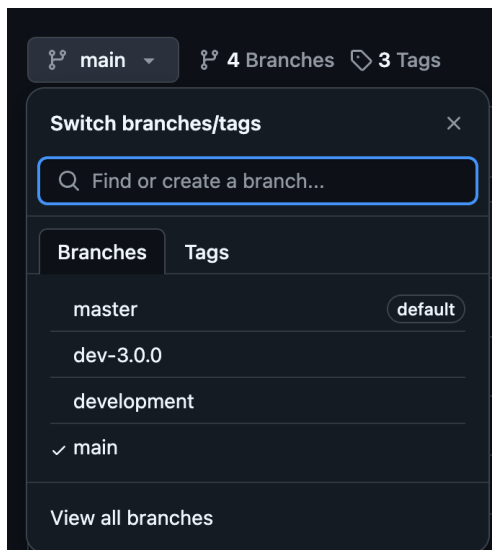 main 4 Branches 3 Tags
Switch branches/tags
Find or create a branch...
Branches Tags
master default
dev-3.0.0
development
main
View all branches